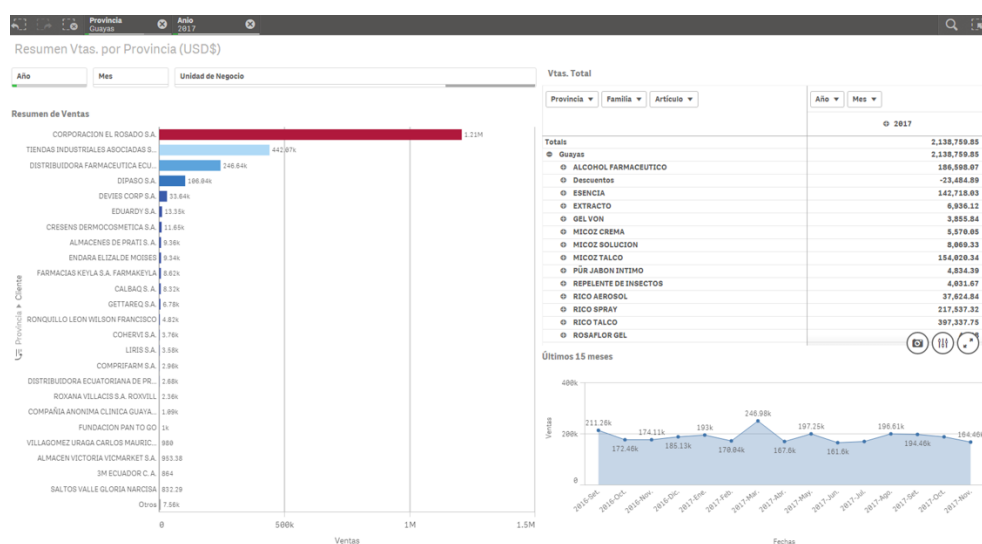 Provincia
Guayas
Anio
2017
Resumen Vtas. por Provincia (USD$)
Año
Mes
Unidad de Negocio
Resumen de Ventas
CORPORACION EL ROSADO S.A. 1.21M
TIENDAS INDUSTRIALES ASOCIADAS S... 442.07k
DISTRIBUIDORA FARMACEUTICA ECU... 246.64k
DIPASO S.A. 106.04k
DEVIES CORP S.A. 33.64k
EDUARDY S.A. 13.35k
CRESENS DERMOCOSMETICA S.A. 11.65k
ALMACENES DE PRATI S. A. 9.36k
ENDARA ELIZALDE MOISES 9.34k
FARMACIAS KEYLA S.A. FARMAKEYLA 8.62k
CALBAQ S. A. 8.32k
GETTAREQ S.A. 6.78k
RONQUILLO LEON WILSON FRANCISCO 4.82k
COHERVI S.A. 3.76k
LIRIS S.A. 3.58k
COMPRIFARM S.A. 2.90k
DISTRIBUIDORA ECUATORIANA DE PR... 2.68k
ROXANA VILLACIS S.A. ROXVILL 2.36k
COMPAÑIA ANONIMA CLINICA GUAYA... 1.09k
FUNDACION PAN TO GO 1k
VILLAGOMEZ URAGA CARLOS MAURIC... 980
ALMACEN VICTORIA VICMARKET S.A. 953.38
3M ECUADOR C. A. 864
SALTOS VALLE GLORIA NARCISA 832.29
Otros 7.56k
0 500k 1M 1.5M
Ventas
Provincia ▸ Cliente
Vtas. Total
Provincia ▼ Familia ▼ Artículo ▼ Año ▼ Mes ▼
2017
Totals 2,138,759.85
Guayas 2,138,759.85
ALCOHOL FARMACEUTICO 186,598.07
Descuentos -23,484.89
ESENCIA 142,718.03
EXTRACTO 6,936.12
GEL VON 3,855.84
MICOZ CREMA 5,570.05
MICOZ SOLUCION 8,069.33
MICOZ TALCO 154,020.34
PÜR JABON INTIMO 4,834.39
REPELENTE DE INSECTOS 4,031.67
RICO AEROSOL 37,624.84
RICO SPRAY 217,537.32
RICO TALCO 397,337.75
ROSAFLOR GEL
Últimos 15 meses
Ventas
400k
200k
0
211.26k 172.46k 174.11k 185.13k 193k 170.04k 246.98k 167.6k 197.25k 161.6k 196.61k 194.46k 164.46k
2016-Set. 2016-Oct. 2016-Nov. 2016-Dic. 2017-Ene. 2017-Feb. 2017-Mar. 2017-Abr. 2017-May. 2017-Jun. 2017-Jul. 2017-Ago. 2017-Set. 2017-Oct. 2017-Nov.
Fechas